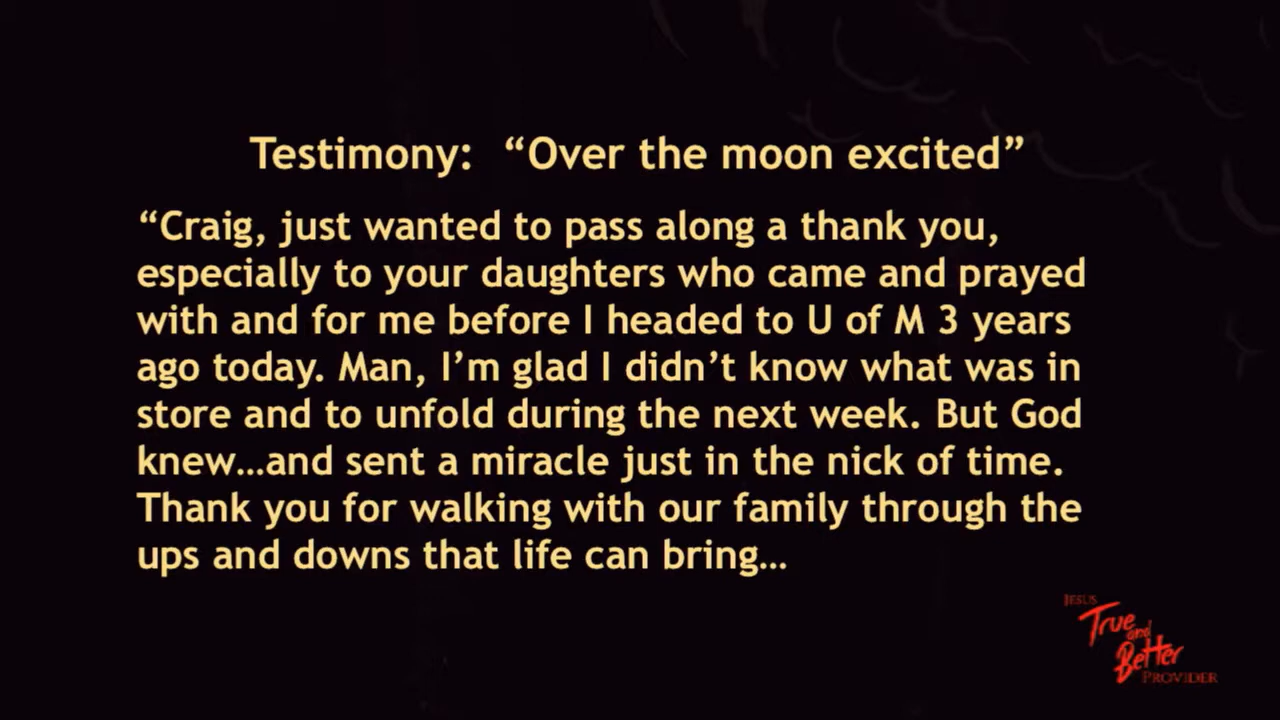 Testimony: “Over the moon excited”
“Craig, just wanted to pass along a thank you,
especially to your daughters who came and prayed
with and for me before I headed to U of M 3 years
ago today. Man, I’m glad I didn’t know what was in
store and to unfold during the next week. But God
knew…and sent a miracle just in the nick of time.
Thank you for walking with our family through the
ups and downs that life can bring…
JESUS
True
and
Better
PROVIDER